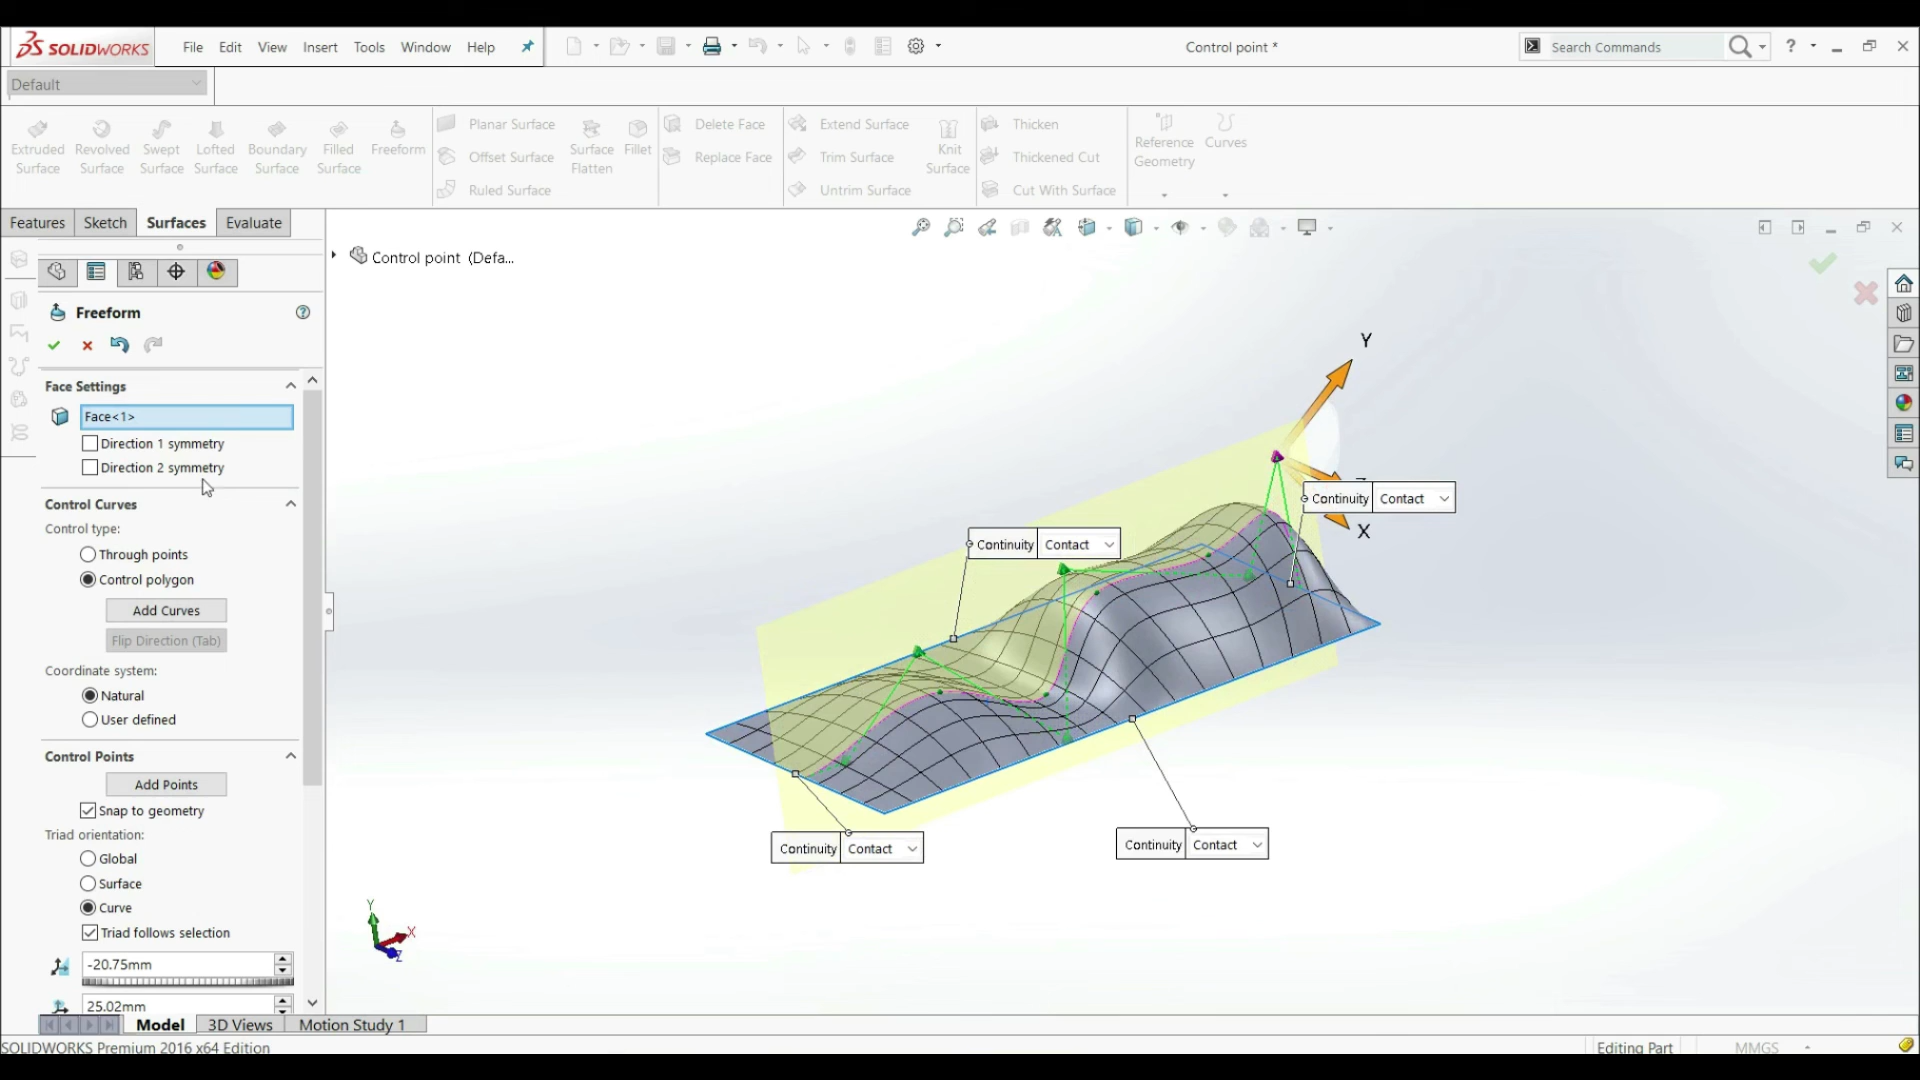 SOLIDWORKS File Edit View Insert Tools Window Help Control point * Search Commands ?
Default
Extruded Surface
Revolved Surface
Swept Surface
Lofted Surface
Boundary Surface
Filled Surface
Freeform
Planar Surface
Offset Surface
Ruled Surface
Surface Flatten
Fillet
Delete Face
Replace Face
Extend Surface
Trim Surface
Untrim Surface
Knit Surface
Thicken
Thickened Cut
Cut With Surface
Reference Geometry
Curves
Features Sketch Surfaces Evaluate
Control point (Defa...
Freeform
Face Settings
Face<1>
Direction 1 symmetry
Direction 2 symmetry
Control Curves
Control type:
Through points
Control polygon
Add Curves
Flip Direction (Tab)
Coordinate system:
Natural
User defined
Control Points
Add Points
Snap to geometry
Triad orientation:
Global
Surface
Curve
Triad follows selection
-20.75mm
25.02mm
Y
X
Continuity Contact
Continuity Contact
Continuity Contact
Continuity Contact
Y
X
Z
Model 3D Views Motion Study 1
SOLIDWORKS Premium 2016 x64 Edition Editing Part MMGS